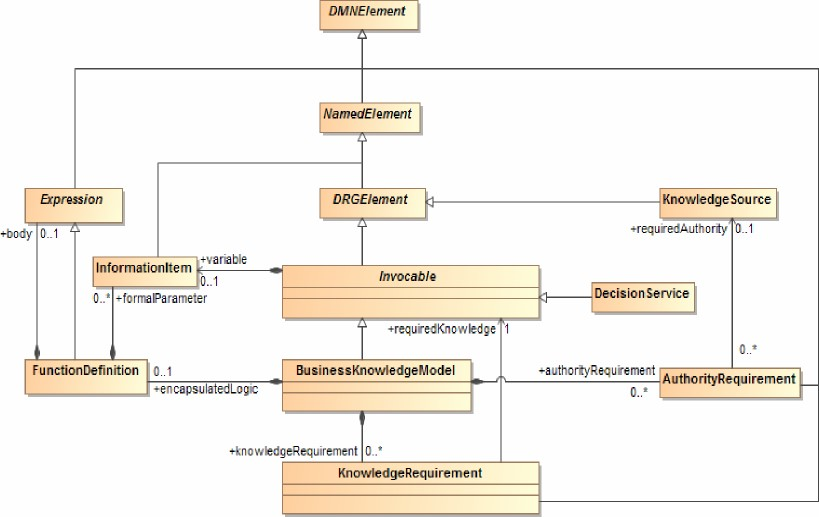 DMNElement
NamedElement
Expression
DRGElement
KnowledgeSource
+body 0..1
+requiredAuthority 0..1
InformationItem
+variable
0..1
Invocable
0..* +formalParameter
DecisionService
+requiredKnowledge 1
0..*
FunctionDefinition
0..1
+encapsulatedLogic
BusinessKnowledgeModel
+authorityRequirement
0..*
AuthorityRequirement
+knowledgeRequirement 0..*
KnowledgeRequirement